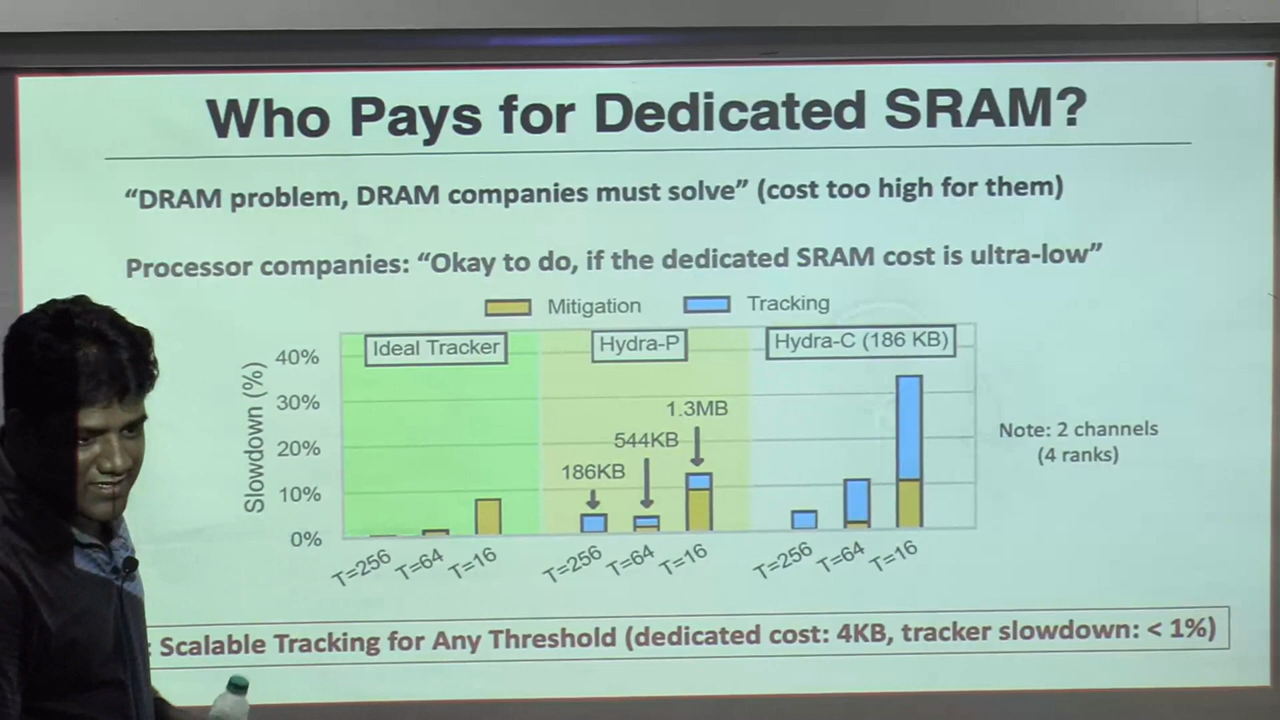 Who Pays for Dedicated SRAM?
“DRAM problem, DRAM companies must solve” (cost too high for them)
Processor companies: “Okay to do, if the dedicated SRAM cost is ultra-low”
Mitigation Tracking
Ideal Tracker Hydra-P Hydra-C (186 KB)
Slowdown (%)
40%
30%
20%
10%
0%
1.3MB
544KB
186KB
Note: 2 channels
(4 ranks)
T=256 T=64 T=16 T=256 T=64 T=16 T=256 T=64 T=16
: Scalable Tracking for Any Threshold (dedicated cost: 4KB, tracker slowdown: < 1%)